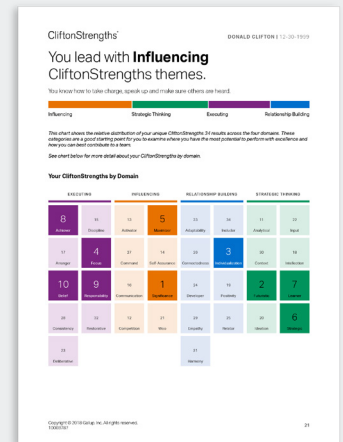 CliftonStrengths®
DONALD CLIFTON | 12-30-1999
You lead with Influencing
CliftonStrengths themes.
You know how to take charge, speak up and make sure others are heard.
Influencing Strategic Thinking Executing Relationship Building
This chart shows the relative distribution of your unique CliftonStrengths 34 results across the four domains. These
categories are a good starting point for you to examine where you have the most potential to perform with excellence and
how you can best contribute to a team.
See chart below for more detail about your CliftonStrengths by domain.
Your CliftonStrengths by Domain
EXECUTING INFLUENCING RELATIONSHIP BUILDING STRATEGIC THINKING
8 5
Achiever Discipline Activator Maximizer Adaptability Includer Analytical Input
4 3
Arranger Focus Command Self-Assurance Connectedness Individualization Context Intellection
10 9 1 2 7
Belief Responsibility Communication Significance Developer Positivity Futuristic Learner
6
Consistency Restorative Competition Woo Empathy Relator Ideation Strategic
Deliberative Harmony
Copyright © 2018 Gallup, Inc. All rights reserved.
21